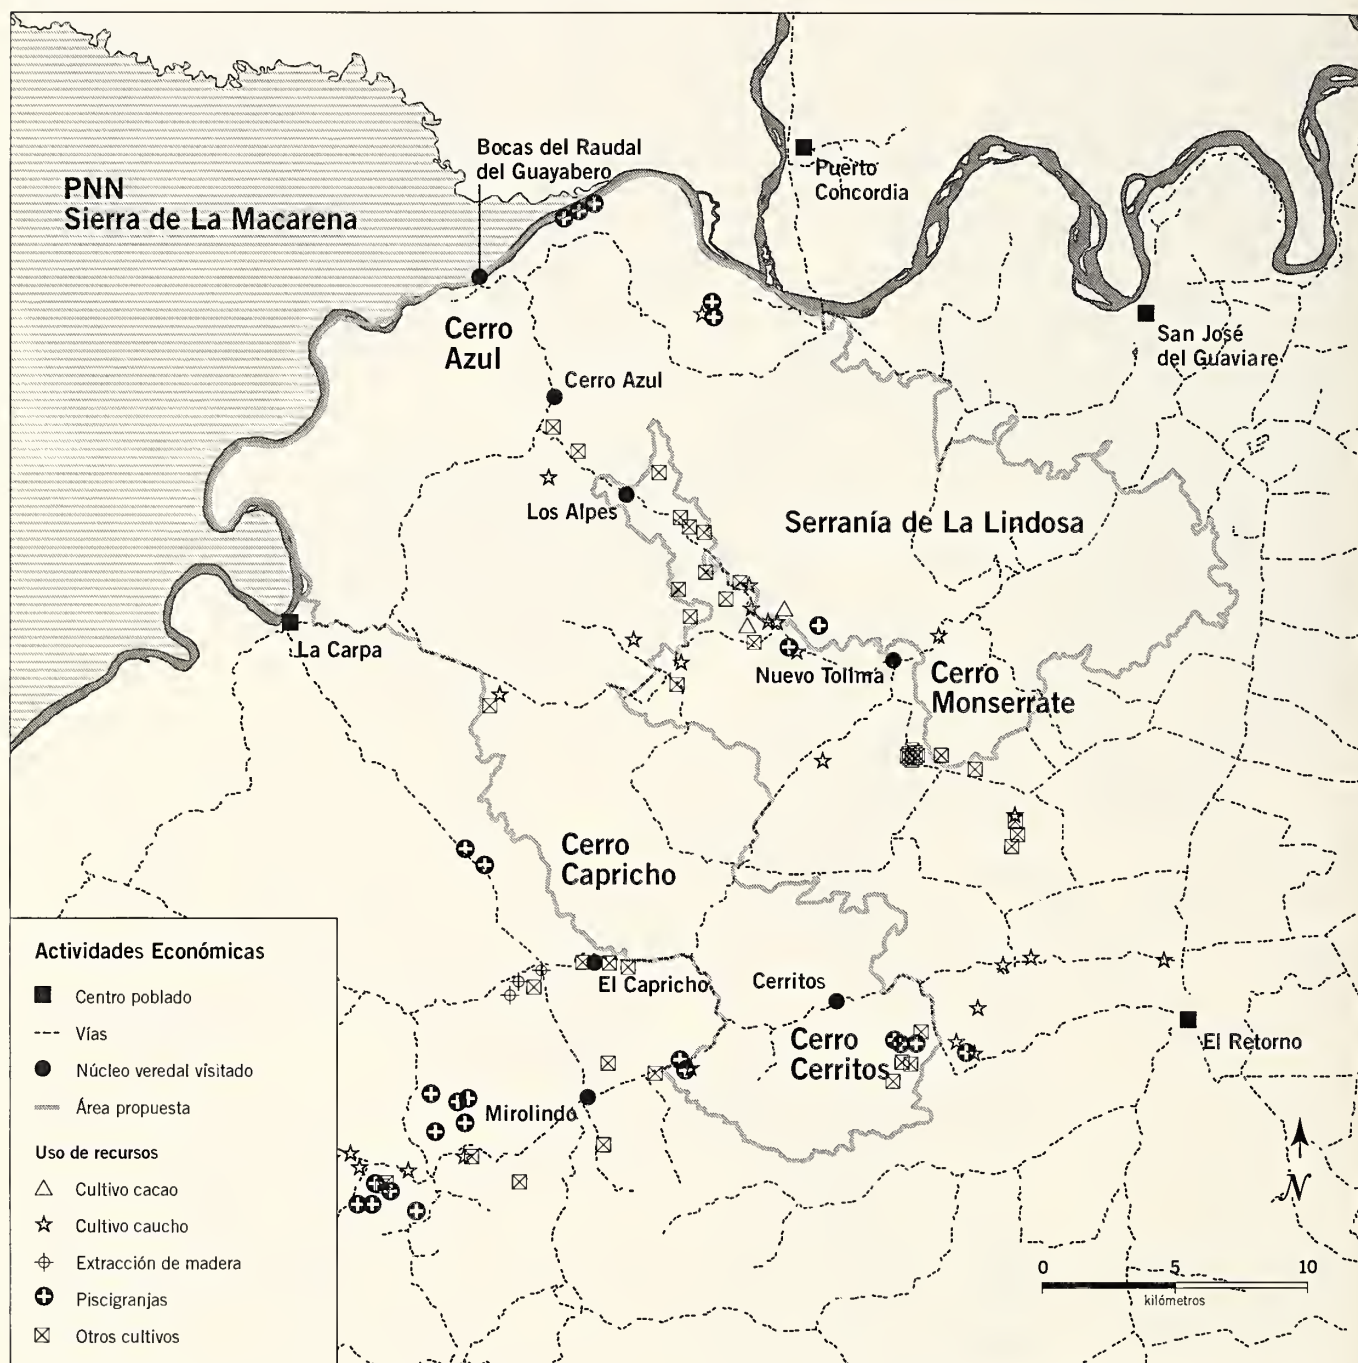 Bocas del Raudal
del Guayabero
PNN
Sierra de La Macarena
Puerto
Concordia
San José
del Guaviare
Cerro
Azul
Cerro Azul
Los Alpes
Serranía de La Lindosa
La Carpa
Nuevo Tolima
Cerro
Monserrate
Cerro
Capricho
El Capricho
Cerritos
Cerro
Cerritos
El Retorno
Mirolindo
Actividades Económicas
Centro poblado
Vías
Núcleo veredal visitado
Área propuesta
Uso de recursos
Cultivo cacao
Cultivo caucho
Extracción de madera
Piscigranjas
Otros cultivos
N
0 5 10
kilómetros